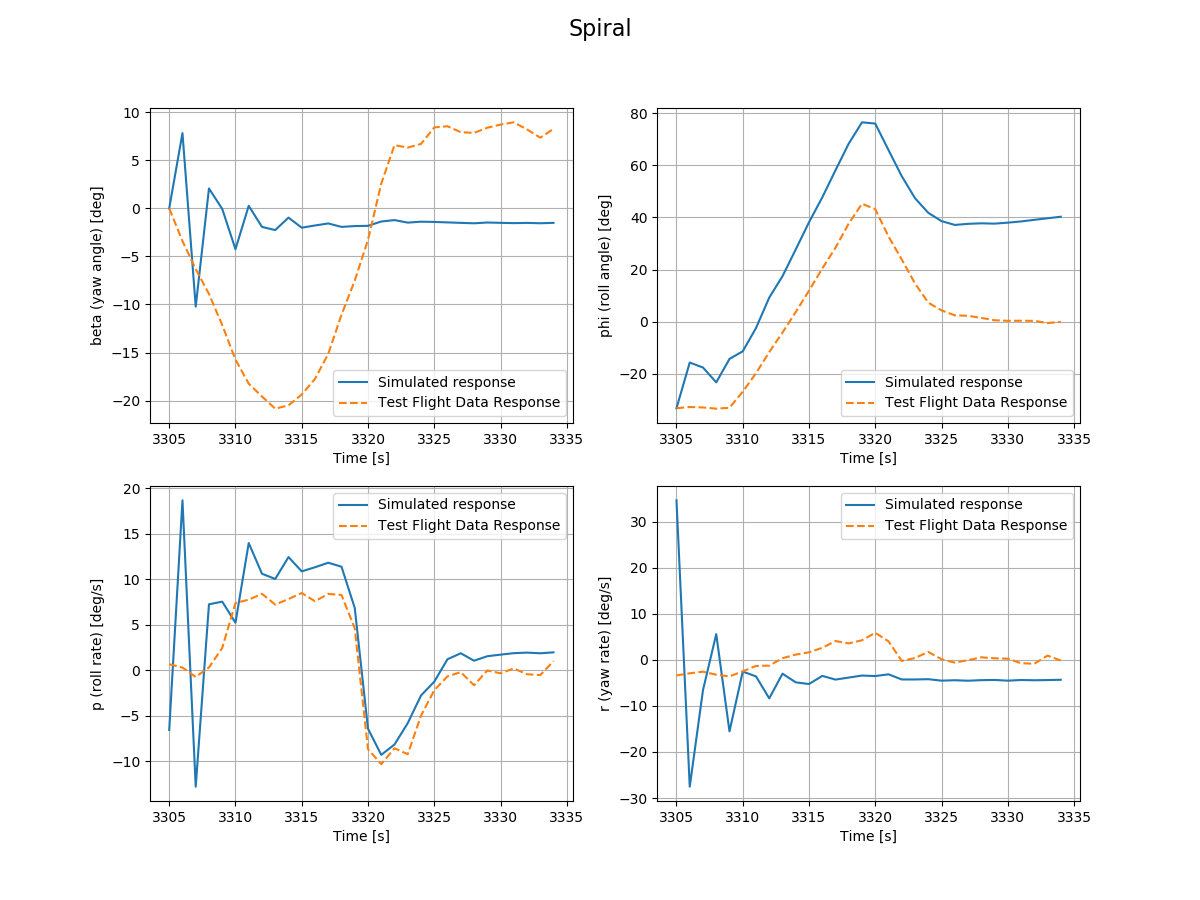 Spiral
beta (yaw angle) [deg]
10
5
0
−5
−10
−15
−20
3305 3310 3315 3320 3325 3330 3335
Time [s]
Simulated response
Test Flight Data Response
phi (roll angle) [deg]
80
60
40
20
0
−20
3305 3310 3315 3320 3325 3330 3335
Time [s]
Simulated response
Test Flight Data Response
p (roll rate) [deg/s]
20
15
10
5
0
−5
−10
3305 3310 3315 3320 3325 3330 3335
Time [s]
Simulated response
Test Flight Data Response
r (yaw rate) [deg/s]
30
20
10
0
−10
−20
−30
3305 3310 3315 3320 3325 3330 3335
Time [s]
Simulated response
Test Flight Data Response